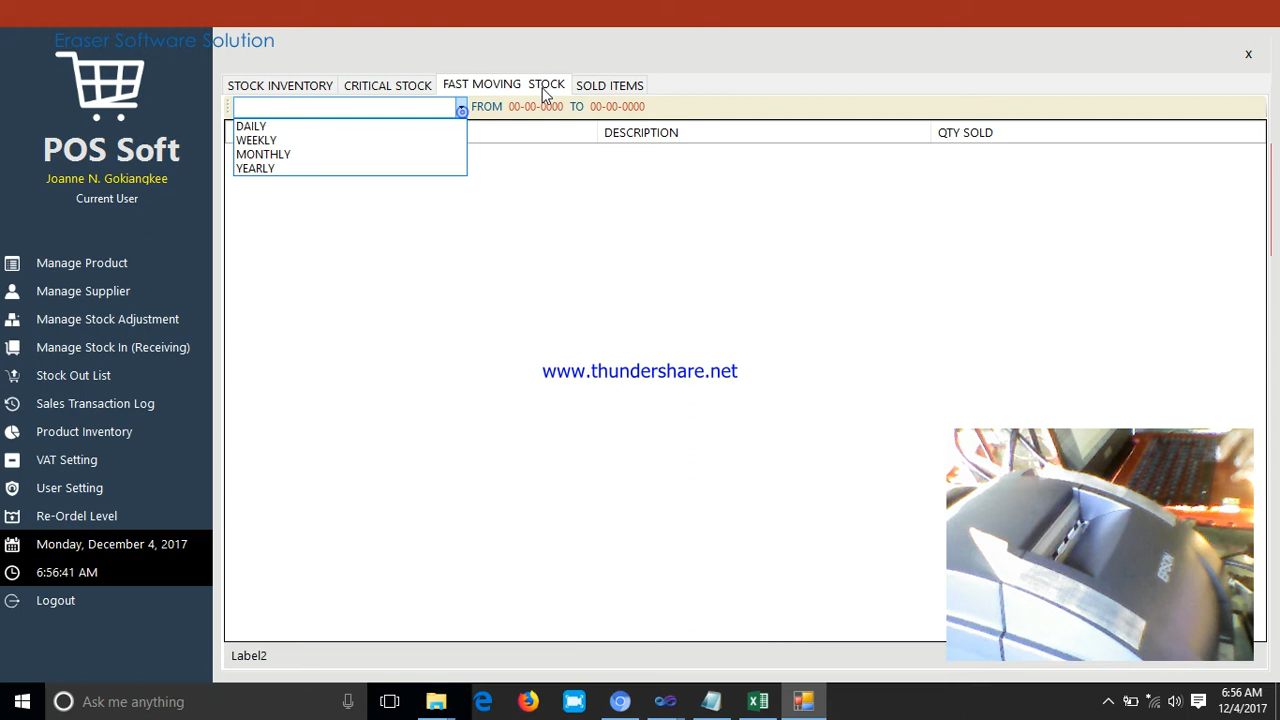 Eraser Software Solution
x
STOCK INVENTORY CRITICAL STOCK FAST MOVING STOCK SOLD ITEMS
FROM 00-00-0000 TO 00-00-0000
DESCRIPTION QTY SOLD
DAILY
WEEKLY
MONTHLY
YEARLY
POS Soft
Joanne N. Gokiangkee
Current User
Manage Product
Manage Supplier
Manage Stock Adjustment
Manage Stock In (Receiving)
Stock Out List
Sales Transaction Log
Product Inventory
VAT Setting
User Setting
Re-Ordel Level
Monday, December 4, 2017
6:56:41 AM
Logout
www.thundershare.net
EPSON
Label2
Ask me anything
6:56 AM
12/4/2017